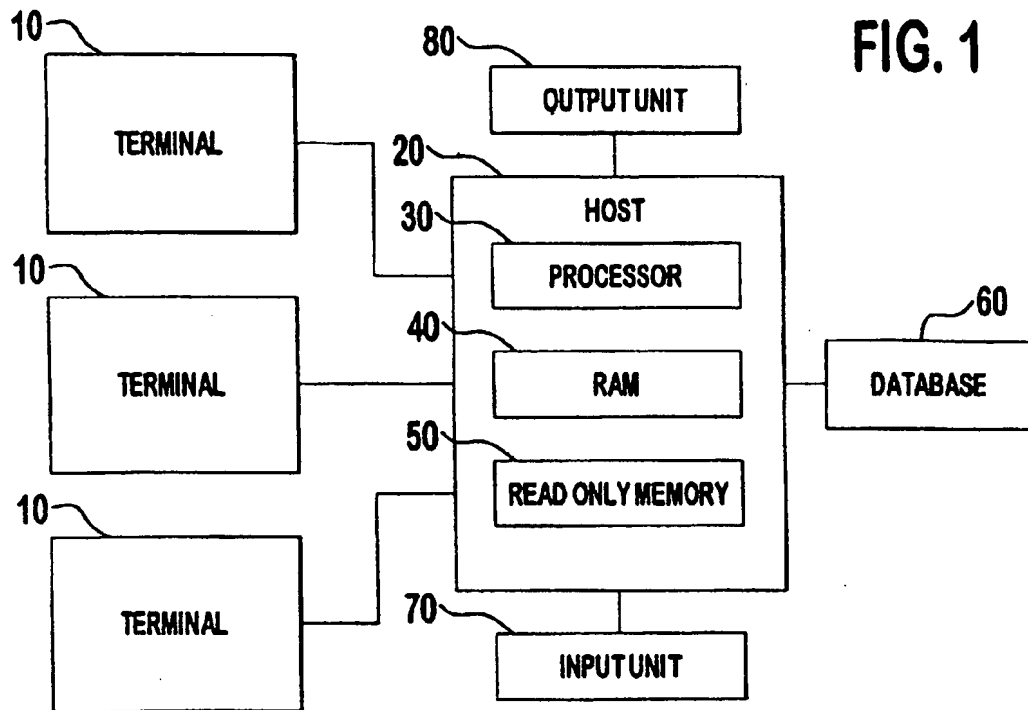 FIG. 1
10
TERMINAL
80
OUTPUT UNIT
20
HOST
30
PROCESSOR
10
TERMINAL
40
RAM
60
DATABASE
50
READ ONLY MEMORY
10
TERMINAL
70
INPUT UNIT